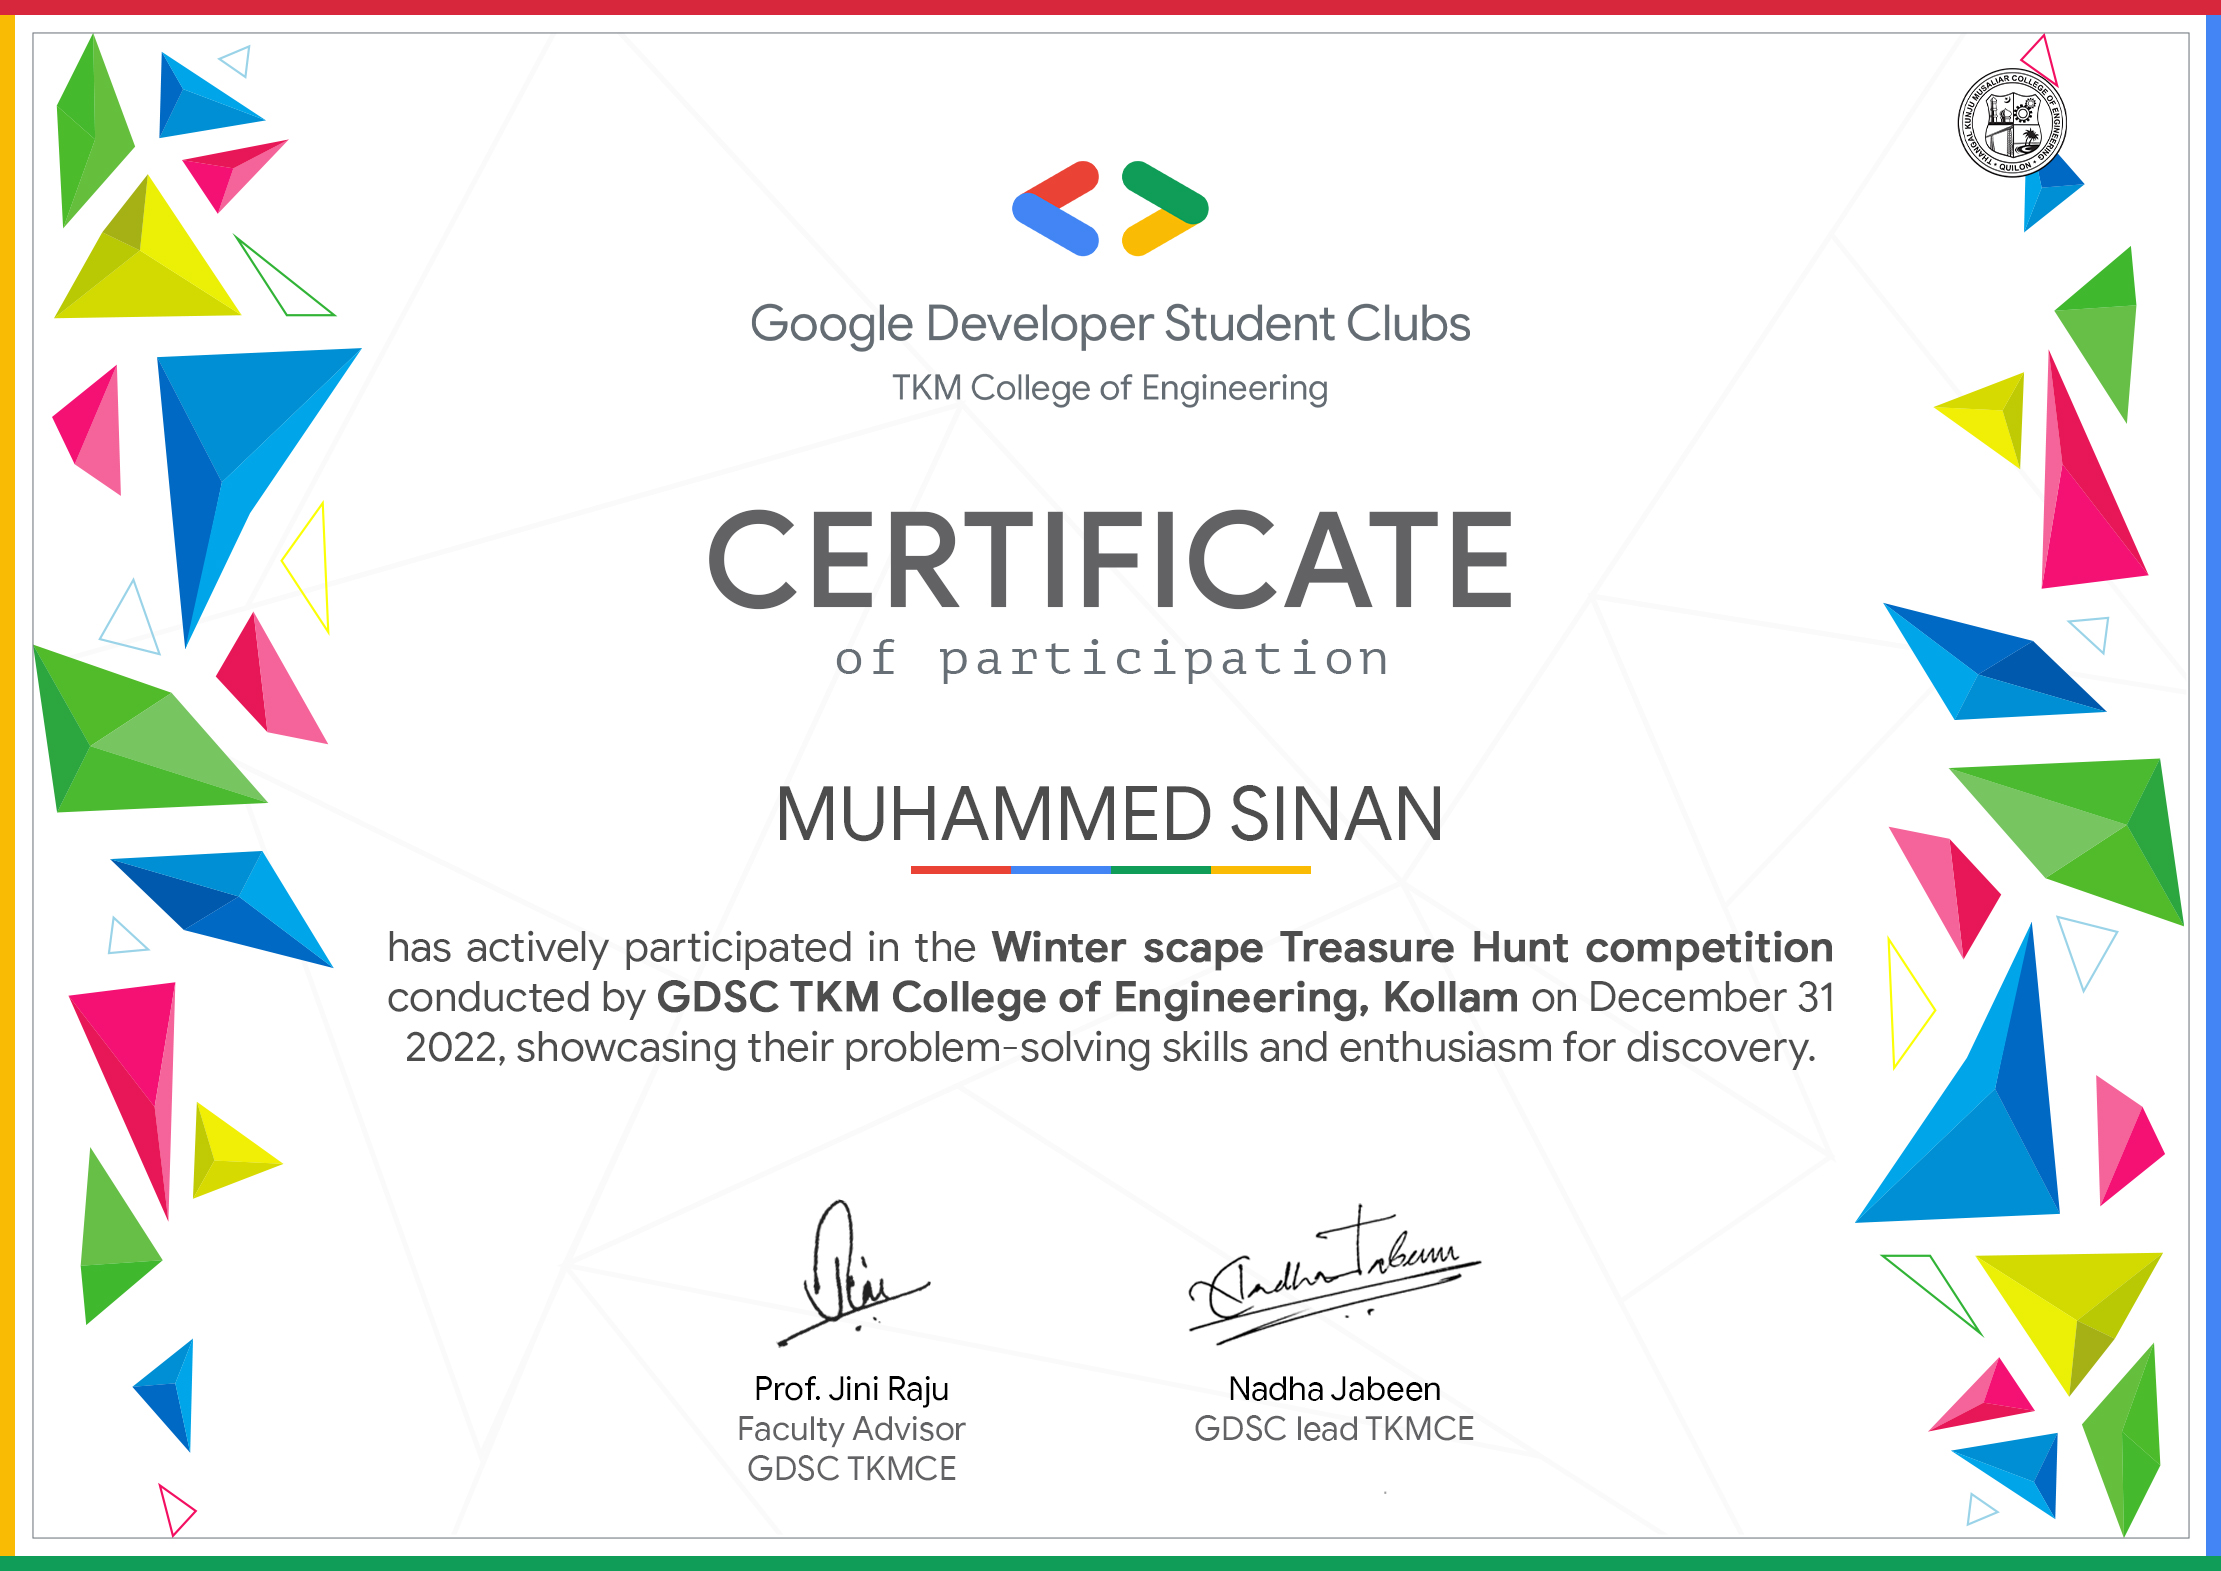 THANGAL KUNJU MUSALIAR COLLEGE OF ENGINEERING
• QUILON •
Google Developer Student Clubs
TKM College of Engineering
CERTIFICATE
of participation
MUHAMMED SINAN
has actively participated in the Winter scape Treasure Hunt competition
conducted by GDSC TKM College of Engineering, Kollam on December 31
2022, showcasing their problem-solving skills and enthusiasm for discovery.
Jini
Nadha Jabeen
Prof. Jini Raju
Nadha Jabeen
Faculty Advisor
GDSC lead TKMCE
GDSC TKMCE